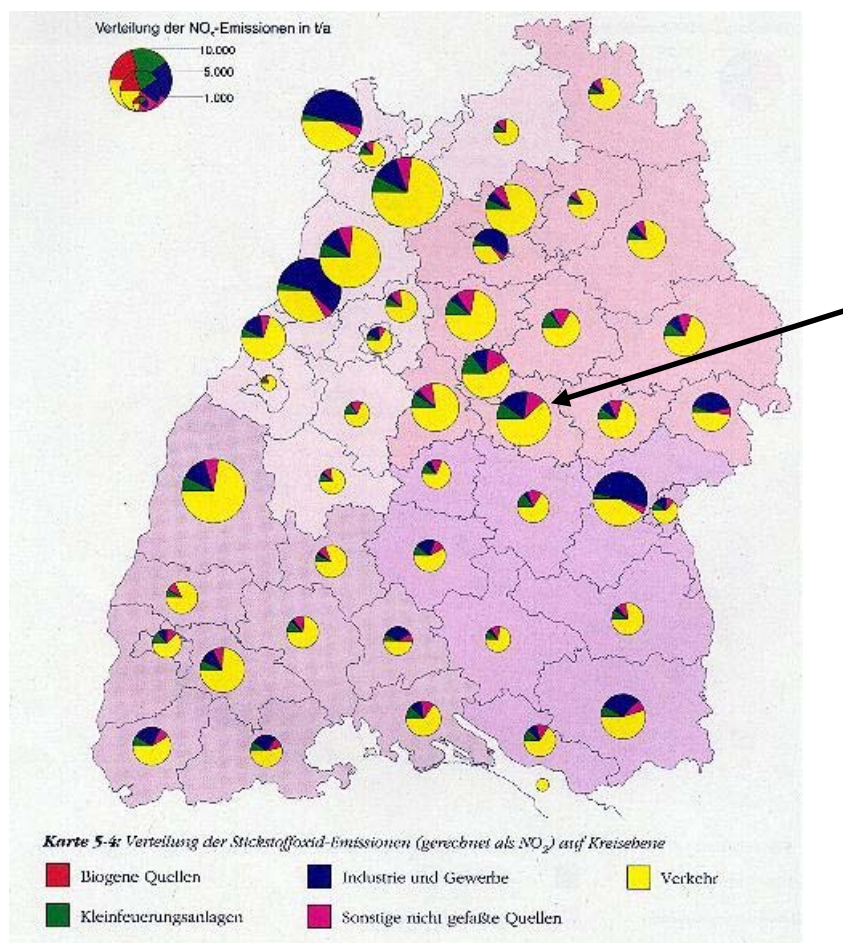 Verteilung der NOx-Emissionen in t/a
10.000
5.000
1.000
Karte 5-4: Verteilung der Stickstoffoxid-Emissionen (gerechnet als NO2) auf Kreisebene
Biogene Quellen
Industrie und Gewerbe
Verkehr
Kleinfeuerungsanlagen
Sonstige nicht gefaßte Quellen